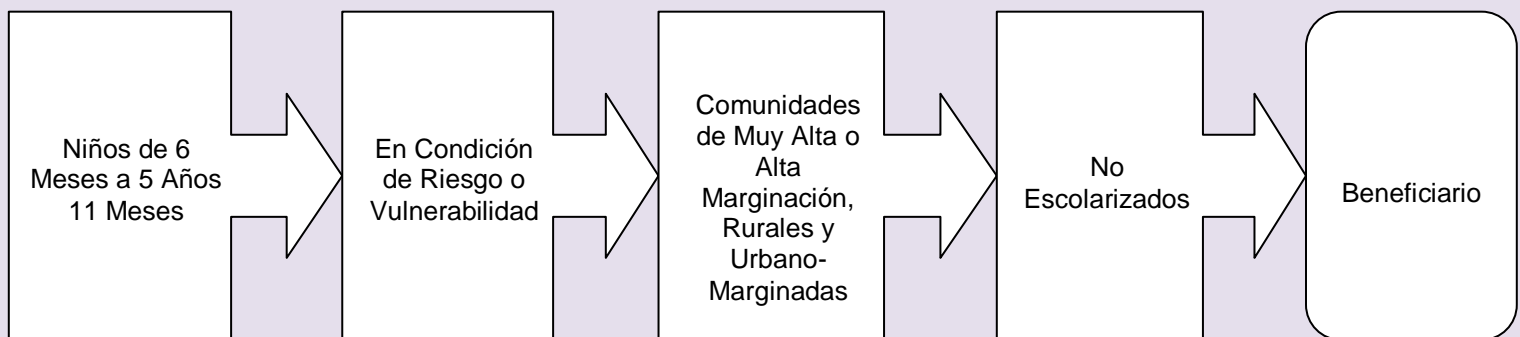 Niños de 6
Meses a 5 Años
11 Meses
En Condición
de Riesgo o
Vulnerabilidad
Comunidades
de Muy Alta o
Alta
Marginación,
Rurales y
Urbano-
Marginadas
No
Escolarizados
Beneficiario